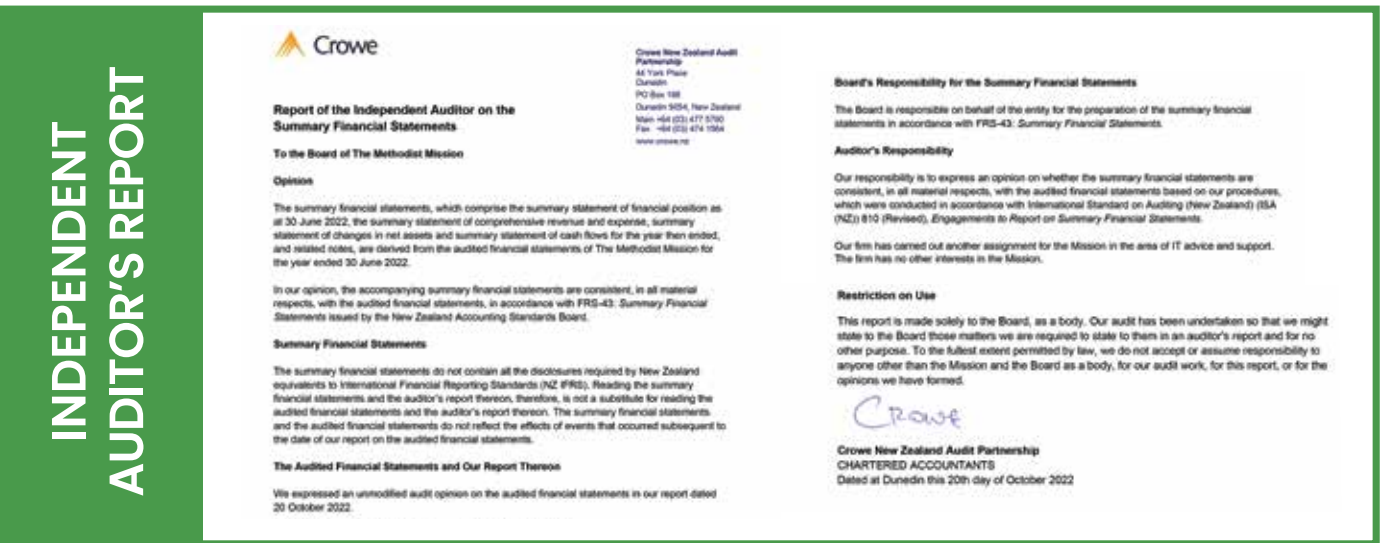 INDEPENDENT
AUDITOR'S REPORT
Crowe
Crowe New Zealand Audit
Partnership
44 York Place
Dunedin
PO Box 188
Dunedin 9054, New Zealand
Main +64 (03) 477 5790
Fax +64 (03) 474 1564
www.crowe.nz
Report of the Independent Auditor on the
Summary Financial Statements
To the Board of The Methodist Mission
Opinion
The summary financial statements, which comprise the summary statement of financial position as
at 30 June 2022, the summary statement of comprehensive revenue and expense, summary
statement of changes in net assets and summary statement of cash flows for the year then ended,
and related notes, are derived from the audited financial statements of The Methodist Mission for
the year ended 30 June 2022.
In our opinion, the accompanying summary financial statements are consistent, in all material
respects, with the audited financial statements, in accordance with FRS-43: Summary Financial
Statements issued by the New Zealand Accounting Standards Board.
Summary Financial Statements
The summary financial statements do not contain all the disclosures required by New Zealand
equivalents to International Financial Reporting Standards (NZ IFRS). Reading the summary
financial statements and the auditor's report thereon, therefore, is not a substitute for reading the
audited financial statements and the auditor's report thereon. The summary financial statements
and the audited financial statements do not reflect the effects of events that occurred subsequent to
the date of our report on the audited financial statements.
The Audited Financial Statements and Our Report Thereon
We expressed an unmodified audit opinion on the audited financial statements in our report dated
20 October 2022.
Board's Responsibility for the Summary Financial Statements
The Board is responsible on behalf of the entity for the preparation of the summary financial
statements in accordance with FRS-43: Summary Financial Statements.
Auditor's Responsibility
Our responsibility is to express an opinion on whether the summary financial statements are
consistent, in all material respects, with the audited financial statements based on our procedures,
which were conducted in accordance with International Standard on Auditing (New Zealand) (ISA
(NZ)) 810 (Revised), Engagements to Report on Summary Financial Statements.
Our firm has carried out another assignment for the Mission in the area of IT advice and support.
The firm has no other interests in the Mission.
Restriction on Use
This report is made solely to the Board, as a body. Our audit has been undertaken so that we might
state to the Board those matters we are required to state to them in an auditor's report and for no
other purpose. To the fullest extent permitted by law, we do not accept or assume responsibility to
anyone other than the Mission and the Board as a body, for our audit work, for this report, or for the
opinions we have formed.
CROWE
Crowe New Zealand Audit Partnership
CHARTERED ACCOUNTANTS
Dated at Dunedin this 20th day of October 2022